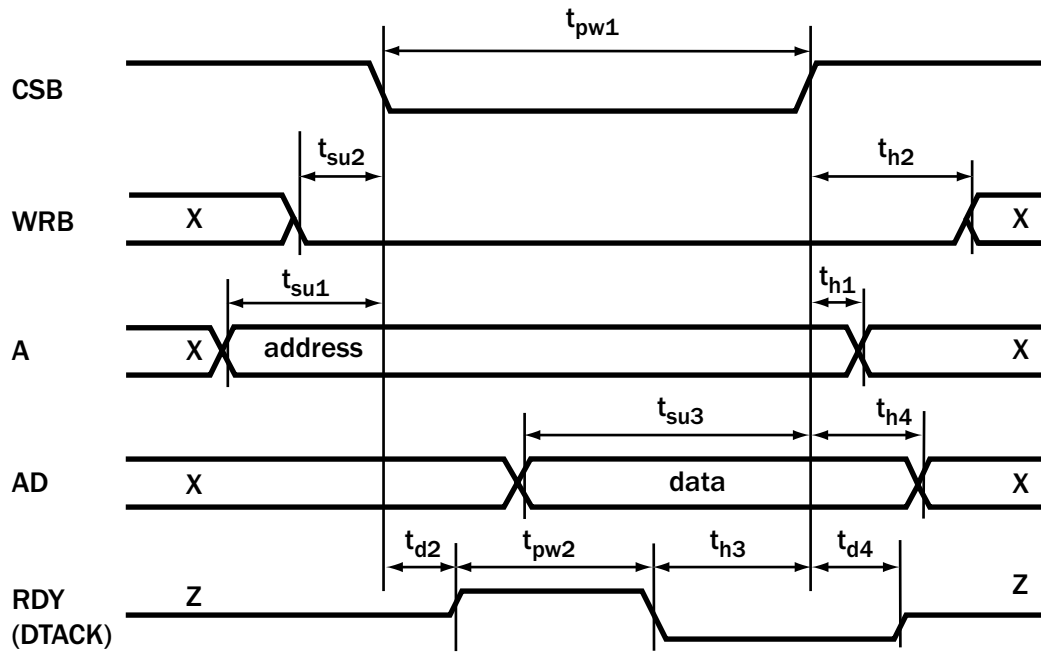 t_pw1
CSB
t_su2
t_h2
WRB
X
X
t_su1
t_h1
A
X
address
X
t_su3
t_h4
AD
X
data
X
t_d2
t_pw2
t_h3
t_d4
RDY
(DTACK)
Z
Z